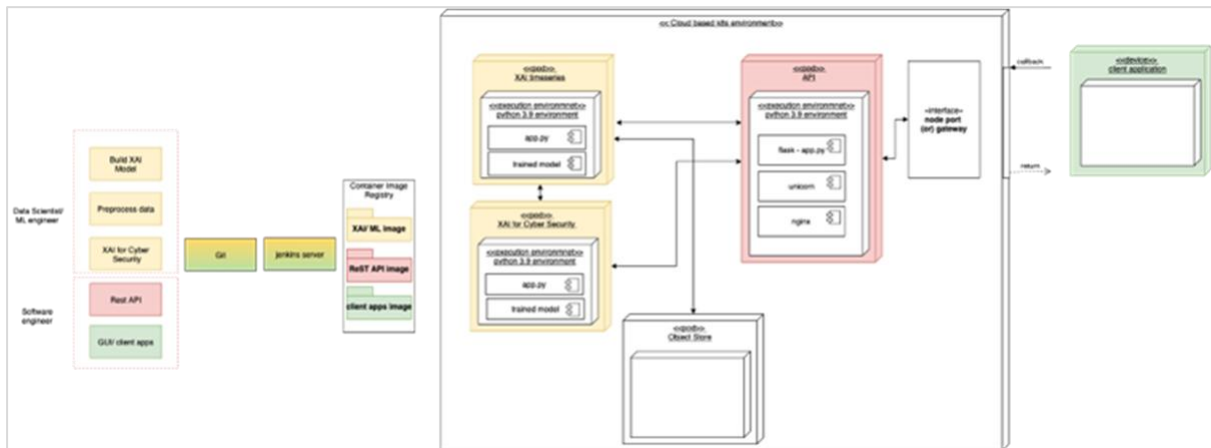 << Cloud based k8s environment>>
Data Scientist/
ML engineer
Build XAI
Model
Preprocess data
XAI for Cyber
Security
Software
engineer
Rest API
GUI/ client apps
Git
jenkins server
Container Image
Registry
XAI/ ML image
ReST API image
client apps image
<<pod>>
XAI timeseries
<<execution environmnet>>
python 3.9 environment
app.py
trained model
<<pod>>
XAI for Cyber Security
<<execution environmnet>>
python 3.9 environment
app.py
trained model
<<pod>>
Object Store
<<pod>>
API
<<execution environmnet>>
python 3.9 environment
flask - app.py
unicorn
nginx
<interface>
node port
(or) gateway
callback
return
<<device>>
client application